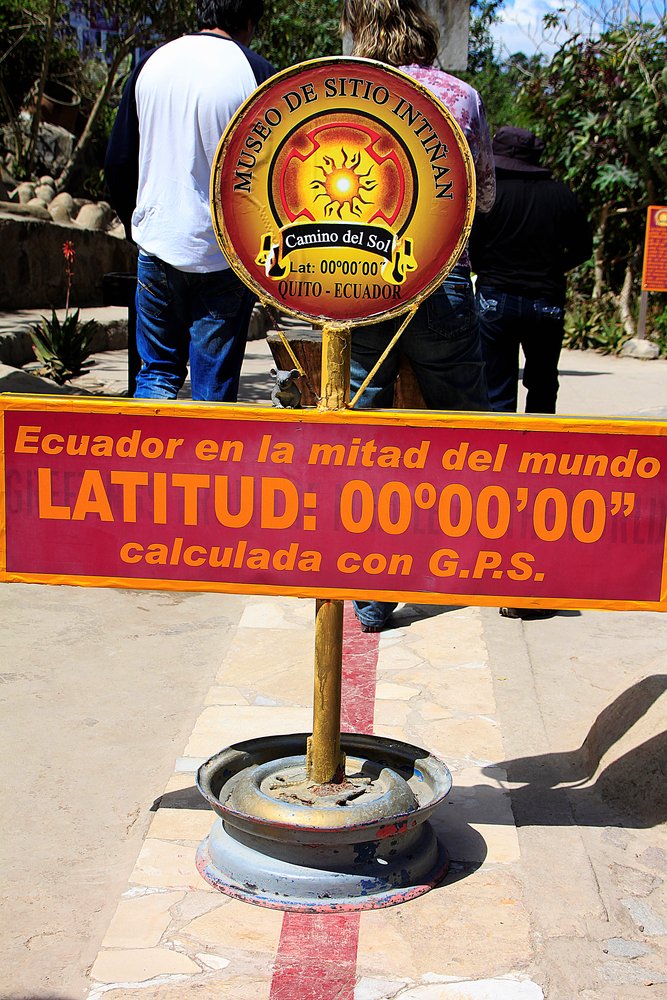 MUSEO DE SITIO INTIÑAN
Camino del Sol
Lat: 00º00´00"
QUITO - ECUADOR
Ecuador en la mitad del mundo
LATITUD: 00º00’00”
calculada con G.P.S.